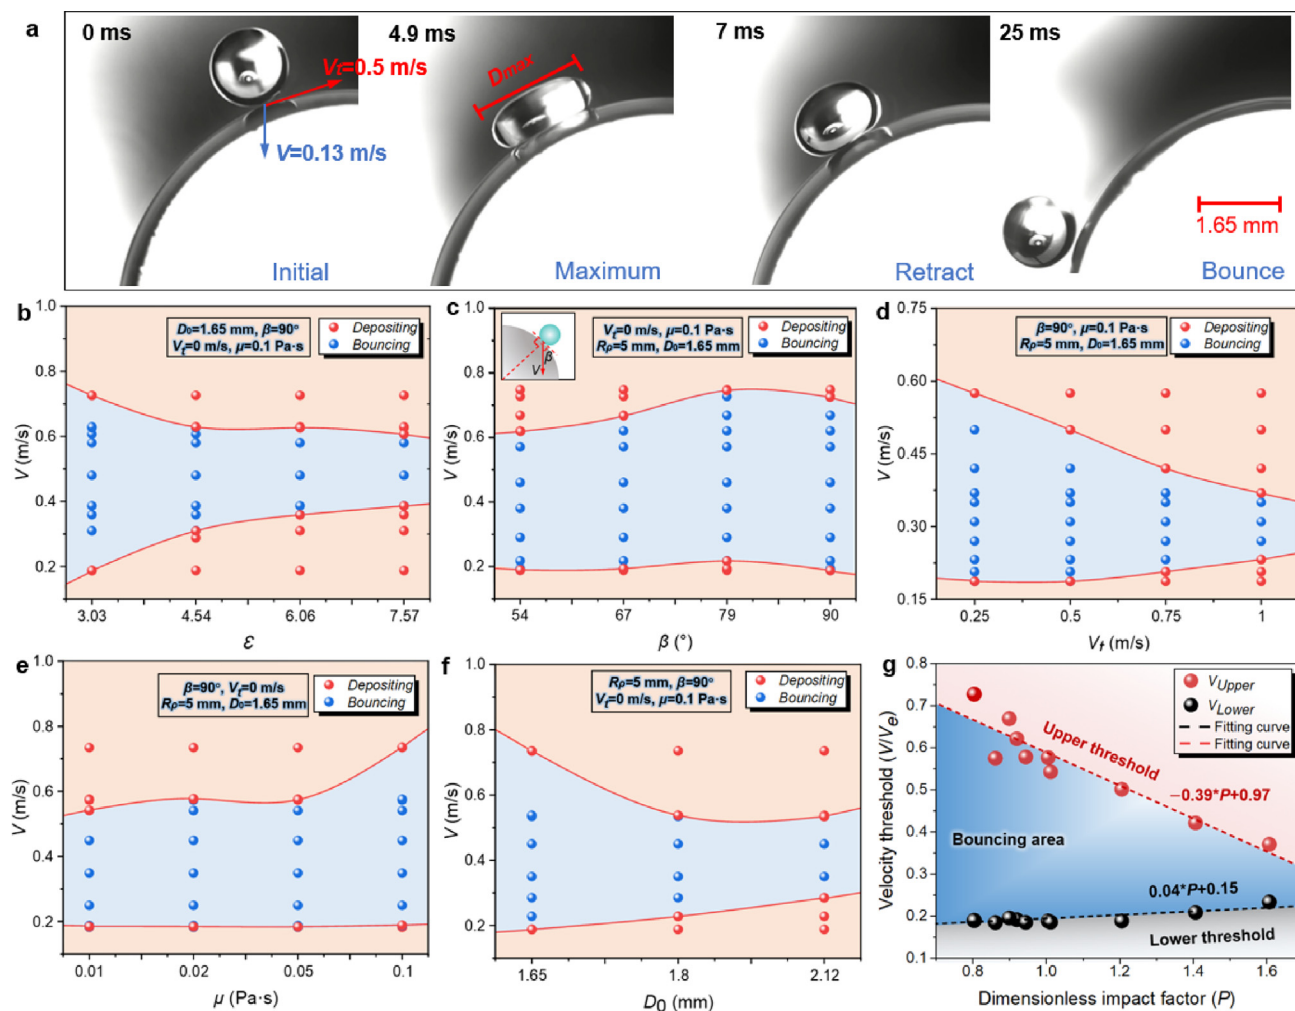 a
0 ms
4.9 ms
7 ms
25 ms
Vt=0.5 m/s
V=0.13 m/s
Dmax
1.65 mm
Initial
Maximum
Retract
Bounce
b
D0=1.65 mm, β=90°
Vt=0 m/s, μ=0.1 Pa·s
Depositing
Bouncing
V (m/s)
1.0
0.8
0.6
0.4
0.2
3.03
4.54
6.06
7.57
ε
c
β
V
Vt=0 m/s, μ=0.1 Pa·s
Rρ=5 mm, D0=1.65 mm
Depositing
Bouncing
V (m/s)
1.0
0.8
0.6
0.4
0.2
54
67
79
90
β (°)
d
β=90°, μ=0.1 Pa·s
Rρ=5 mm, D0=1.65 mm
Depositing
Bouncing
V (m/s)
0.75
0.60
0.45
0.30
0.15
0.25
0.5
0.75
1
Vt (m/s)
e
β=90°, Vt=0 m/s
Rρ=5 mm, D0=1.65 mm
Depositing
Bouncing
V (m/s)
1.0
0.8
0.6
0.4
0.2
0.01
0.02
0.05
0.1
μ (Pa·s)
f
Rρ=5 mm, β=90°
Vt=0 m/s, μ=0.1 Pa·s
Depositing
Bouncing
V (m/s)
1.0
0.8
0.6
0.4
0.2
1.65
1.8
2.12
D0 (mm)
g
VUpper
VLower
Fitting curve
Fitting curve
Upper threshold
−0.39*P+0.97
Bouncing area
0.04*P+0.15
Lower threshold
Velocity threshold (V/Ve)
0.8
0.7
0.6
0.5
0.4
0.3
0.2
0.1
0.8
1.0
1.2
1.4
1.6
Dimensionless impact factor (P)